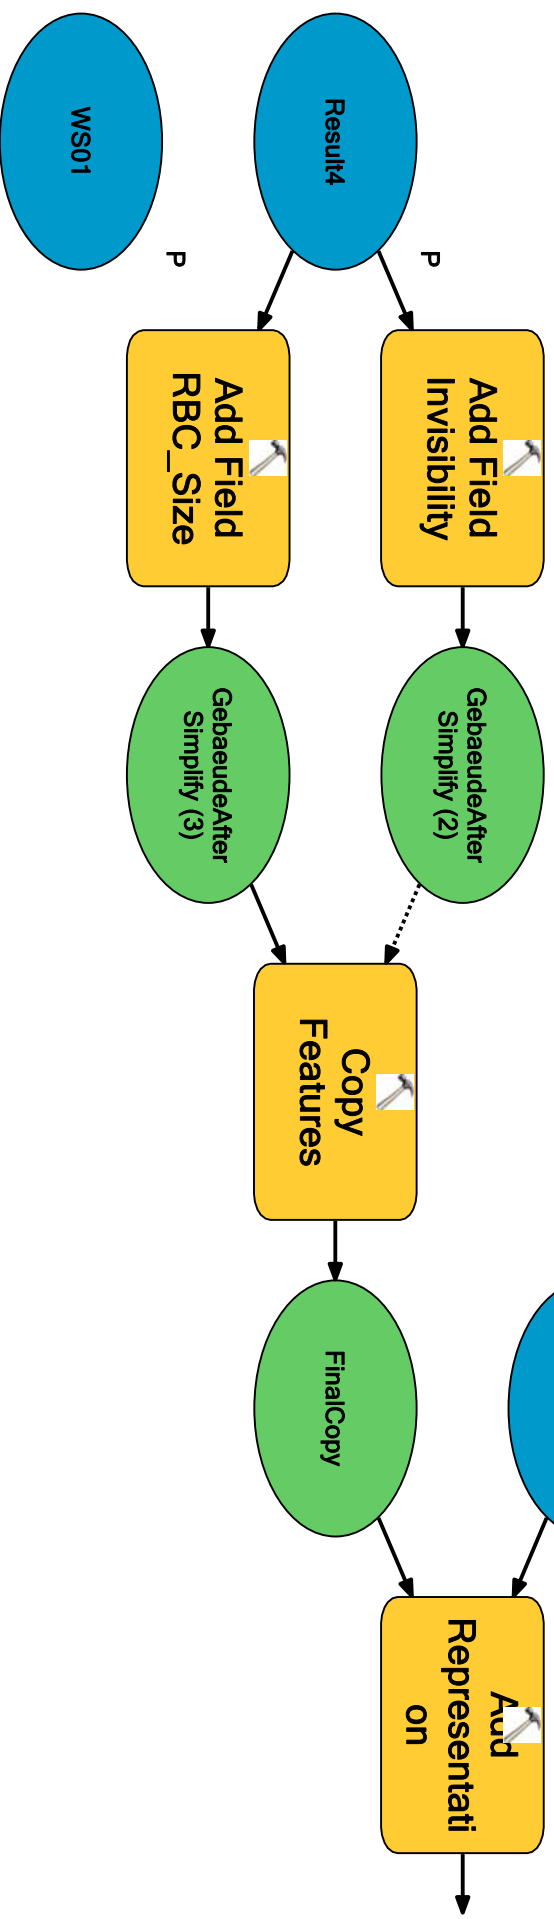 Result4
WS01
P
P
Add Field
Invisibility
Add Field
RBC_Size
GebaeudeAfter
Simplify (2)
GebaeudeAfter
Simplify (3)
Copy
Features
FinalCopy
Add
Representati
on